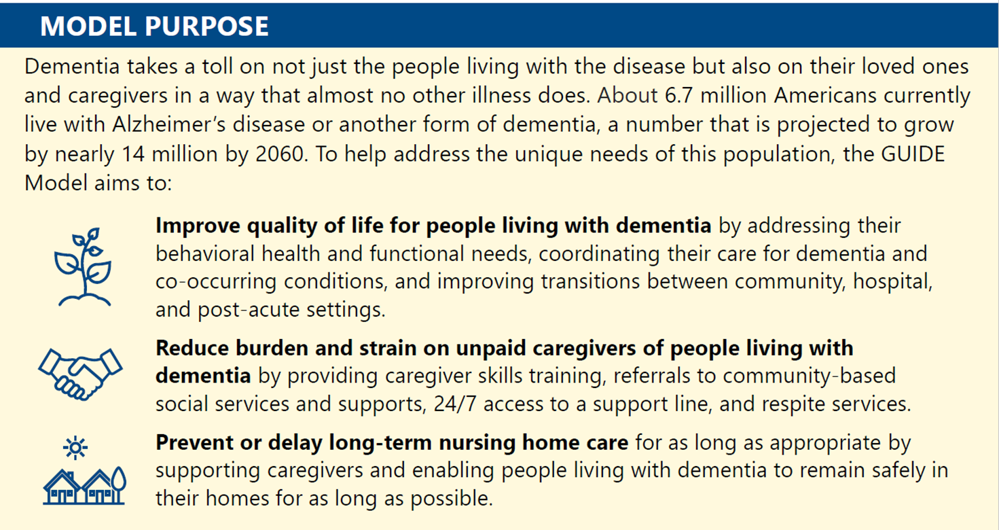 MODEL PURPOSE
Dementia takes a toll on not just the people living with the disease but also on their loved ones
and caregivers in a way that almost no other illness does. About 6.7 million Americans currently
live with Alzheimer’s disease or another form of dementia, a number that is projected to grow
by nearly 14 million by 2060. To help address the unique needs of this population, the GUIDE
Model aims to:
Improve quality of life for people living with dementia by addressing their
behavioral health and functional needs, coordinating their care for dementia and
co-occurring conditions, and improving transitions between community, hospital,
and post-acute settings.
Reduce burden and strain on unpaid caregivers of people living with
dementia by providing caregiver skills training, referrals to community-based
social services and supports, 24/7 access to a support line, and respite services.
Prevent or delay long-term nursing home care for as long as appropriate by
supporting caregivers and enabling people living with dementia to remain safely in
their homes for as long as possible.